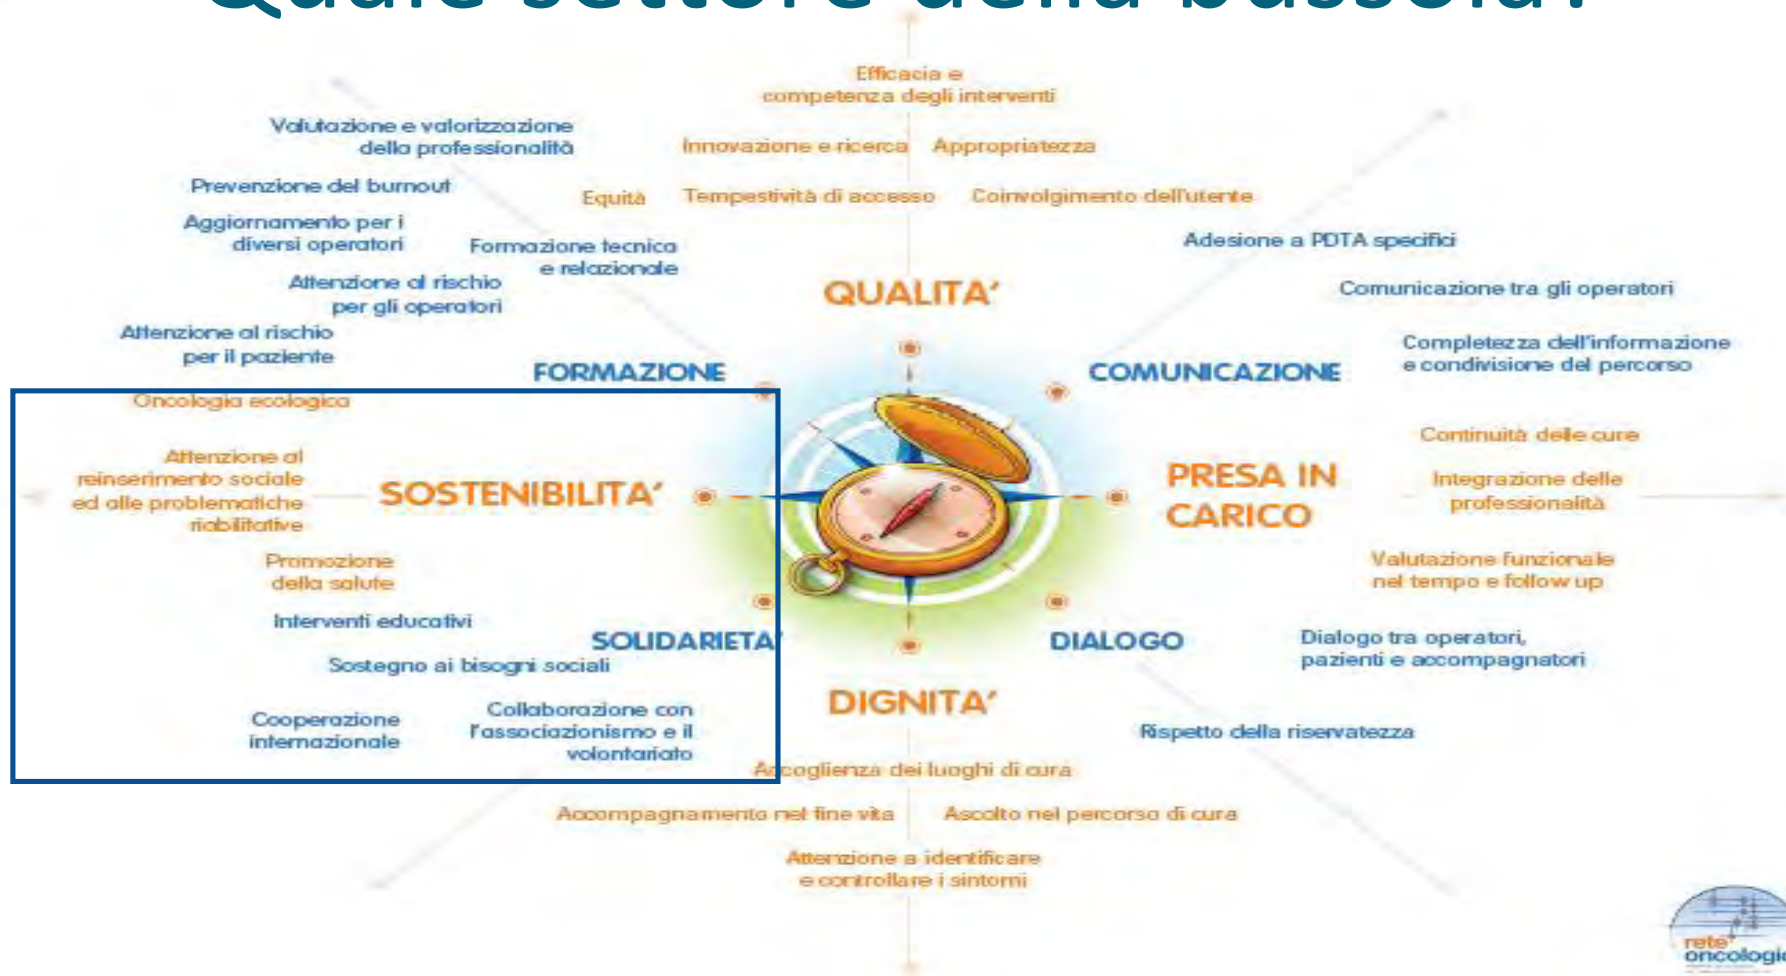 Quale settore della bussola?
Efficacia e
competenza degli interventi
Innovazione e ricerca
Appropriatezza
Equità
Tempestività di accesso
Coinvolgimento dell'utente
QUALITA'
Valutazione e valorizzazione
della professionalità
Prevenzione del burnout
Aggiornamento per i
diversi operatori
Formazione tecnica
e relazionale
Attenzione al rischio
per gli operatori
Attenzione al rischio
per il paziente
FORMAZIONE
Adesione a PDTA specifici
Comunicazione tra gli operatori
Completezza dell'informazione
e condivisione del percorso
COMUNICAZIONE
Oncologia ecologica
Attenzione al
reinserimento sociale
ed alle problematiche
riabilitative
SOSTENIBILITA'
Promozione
della salute
Continuità delle cure
PRESA IN
CARICO
Integrazione delle
professionalità
Valutazione funzionale
nel tempo e follow up
Interventi educativi
SOLIDARIETA'
Sostegno ai bisogni sociali
Cooperazione
internazionale
Collaborazione con
l'associazionismo e il
volontariato
DIALOGO
Dialogo tra operatori,
pazienti e accompagnatori
Rispetto della riservatezza
DIGNITA'
Accoglienza dei luoghi di cura
Accompagnamento nel fine vita
Ascolto nel percorso di cura
Attenzione a identificare
e controllare i sintomi
rete
oncologic